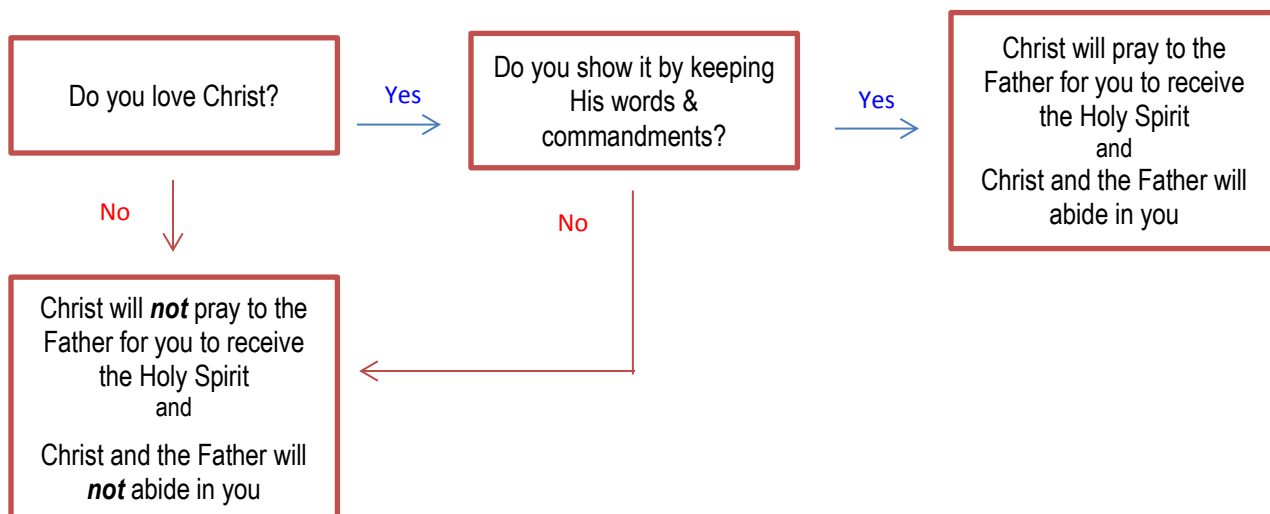 Do you love Christ?
Yes
Do you show it by keeping
His words &
commandments?
Yes
Christ will pray to the
Father for you to receive
the Holy Spirit
and
Christ and the Father will
abide in you
No
No
Christ will not pray to the
Father for you to receive
the Holy Spirit
and
Christ and the Father will
not abide in you